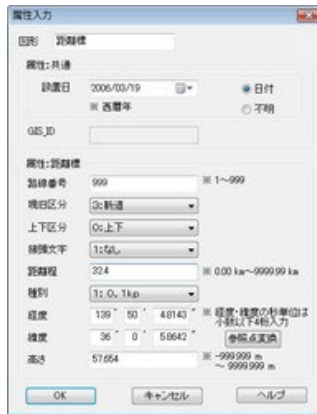 属性入力
図形 距離標
属性:共通
設置日 2006/03/19 日付
※ 西暦年 不明
GIS_ID
属性:距離標
路線番号 999 ※ 1～999
現旧区分 3:新道
上下区分 0:上下
接頭文字 1:なし
距離程 32.4 ※ 0.00 km～9999.99 km
種別 1: 0.1kp
経度 139 ° 50 ' 4.8143 " ※ 経度・緯度の秒単位は
小数以下4桁入力
緯度 36 ° 0 ' 5.8642 " 参照点変換
高さ 57.654 ※ -999.999 m
～ 9999.999 m
OK キャンセル ヘルプ